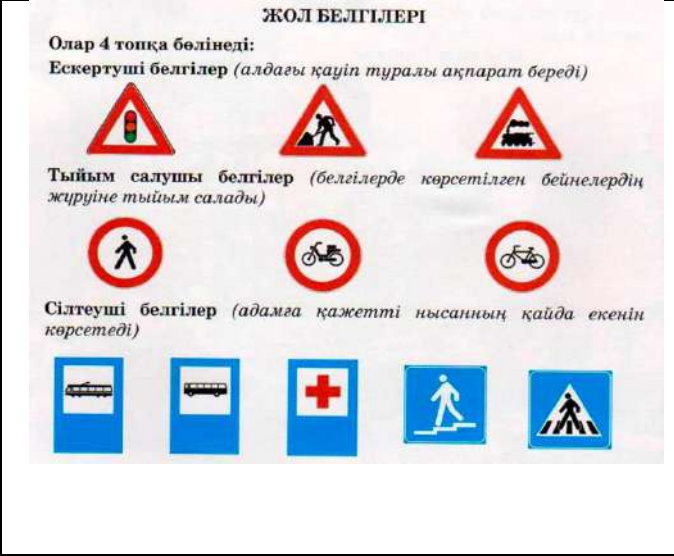 ЖОЛ БЕЛГІЛЕРІ
Олар 4 топқа бөлінеді:
Ескертуші белгілер (алдағы қауіп туралы ақпарат береді)
Тыйым салушы белгілер (белгілерде көрсетілген бейнелердің
жүруіне тыйым салады)
Сілтеуші белгілер (адамға қажетті нысанның қайда екенін
көрсетеді)